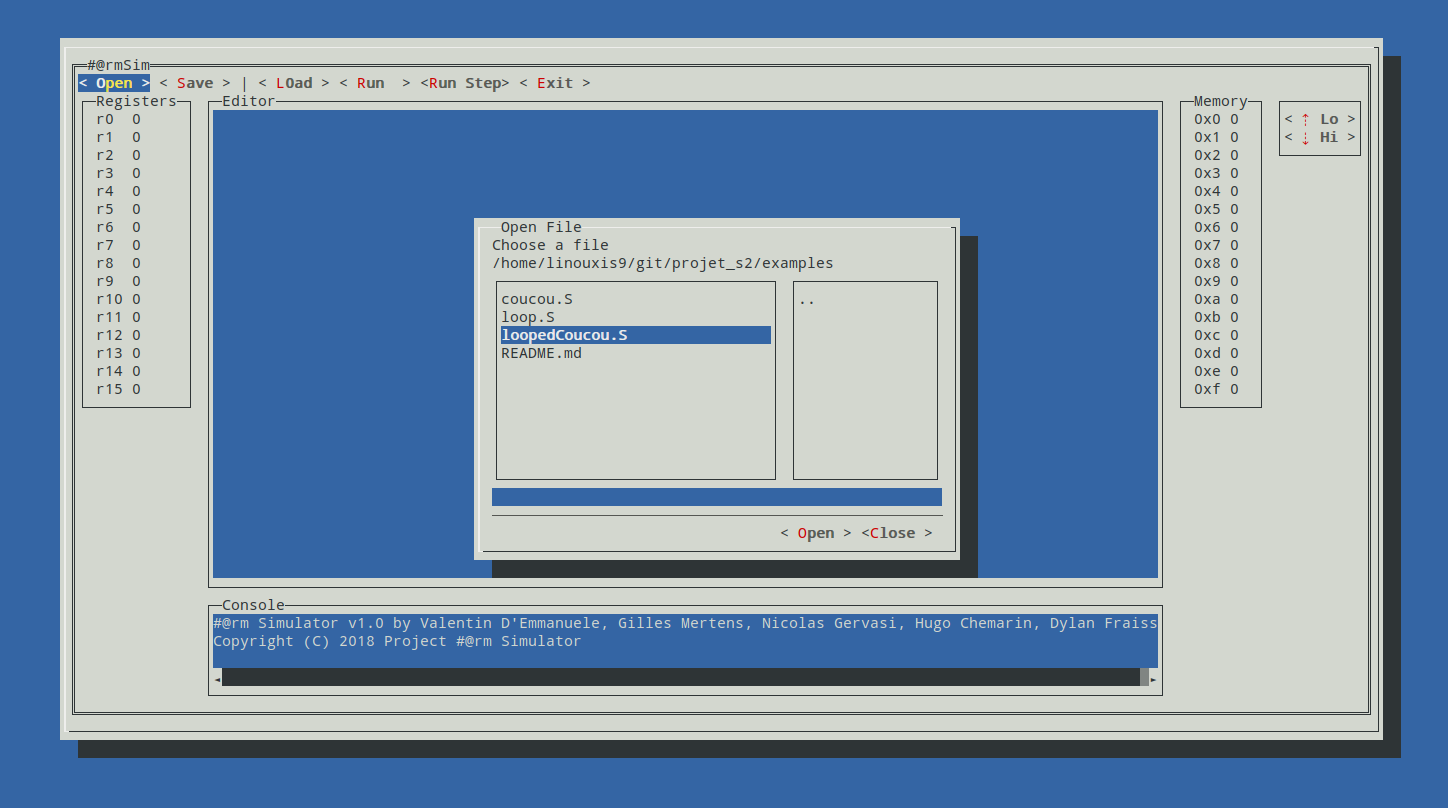 #@rmSim
< Open > < Save > | < LOad > < Run  > <Run Step> < Exit >
Registers
r0  0
r1  0
r2  0
r3  0
r4  0
r5  0
r6  0
r7  0
r8  0
r9  0
r10 0
r11 0
r12 0
r13 0
r14 0
r15 0
Editor
Open File
Choose a file
/home/linouxis9/git/projet_s2/examples
coucou.S
loop.S
loopedCoucou.S
README.md
..
< Open > <Close >
Memory
0x0 0
0x1 0
0x2 0
0x3 0
0x4 0
0x5 0
0x6 0
0x7 0
0x8 0
0x9 0
0xa 0
0xb 0
0xc 0
0xd 0
0xe 0
0xf 0
< ↑ Lo >
< ↓ Hi >
Console
#@rm Simulator v1.0 by Valentin D'Emmanuele, Gilles Mertens, Nicolas Gervasi, Hugo Chemarin, Dylan Fraiss
Copyright (C) 2018 Project #@rm Simulator